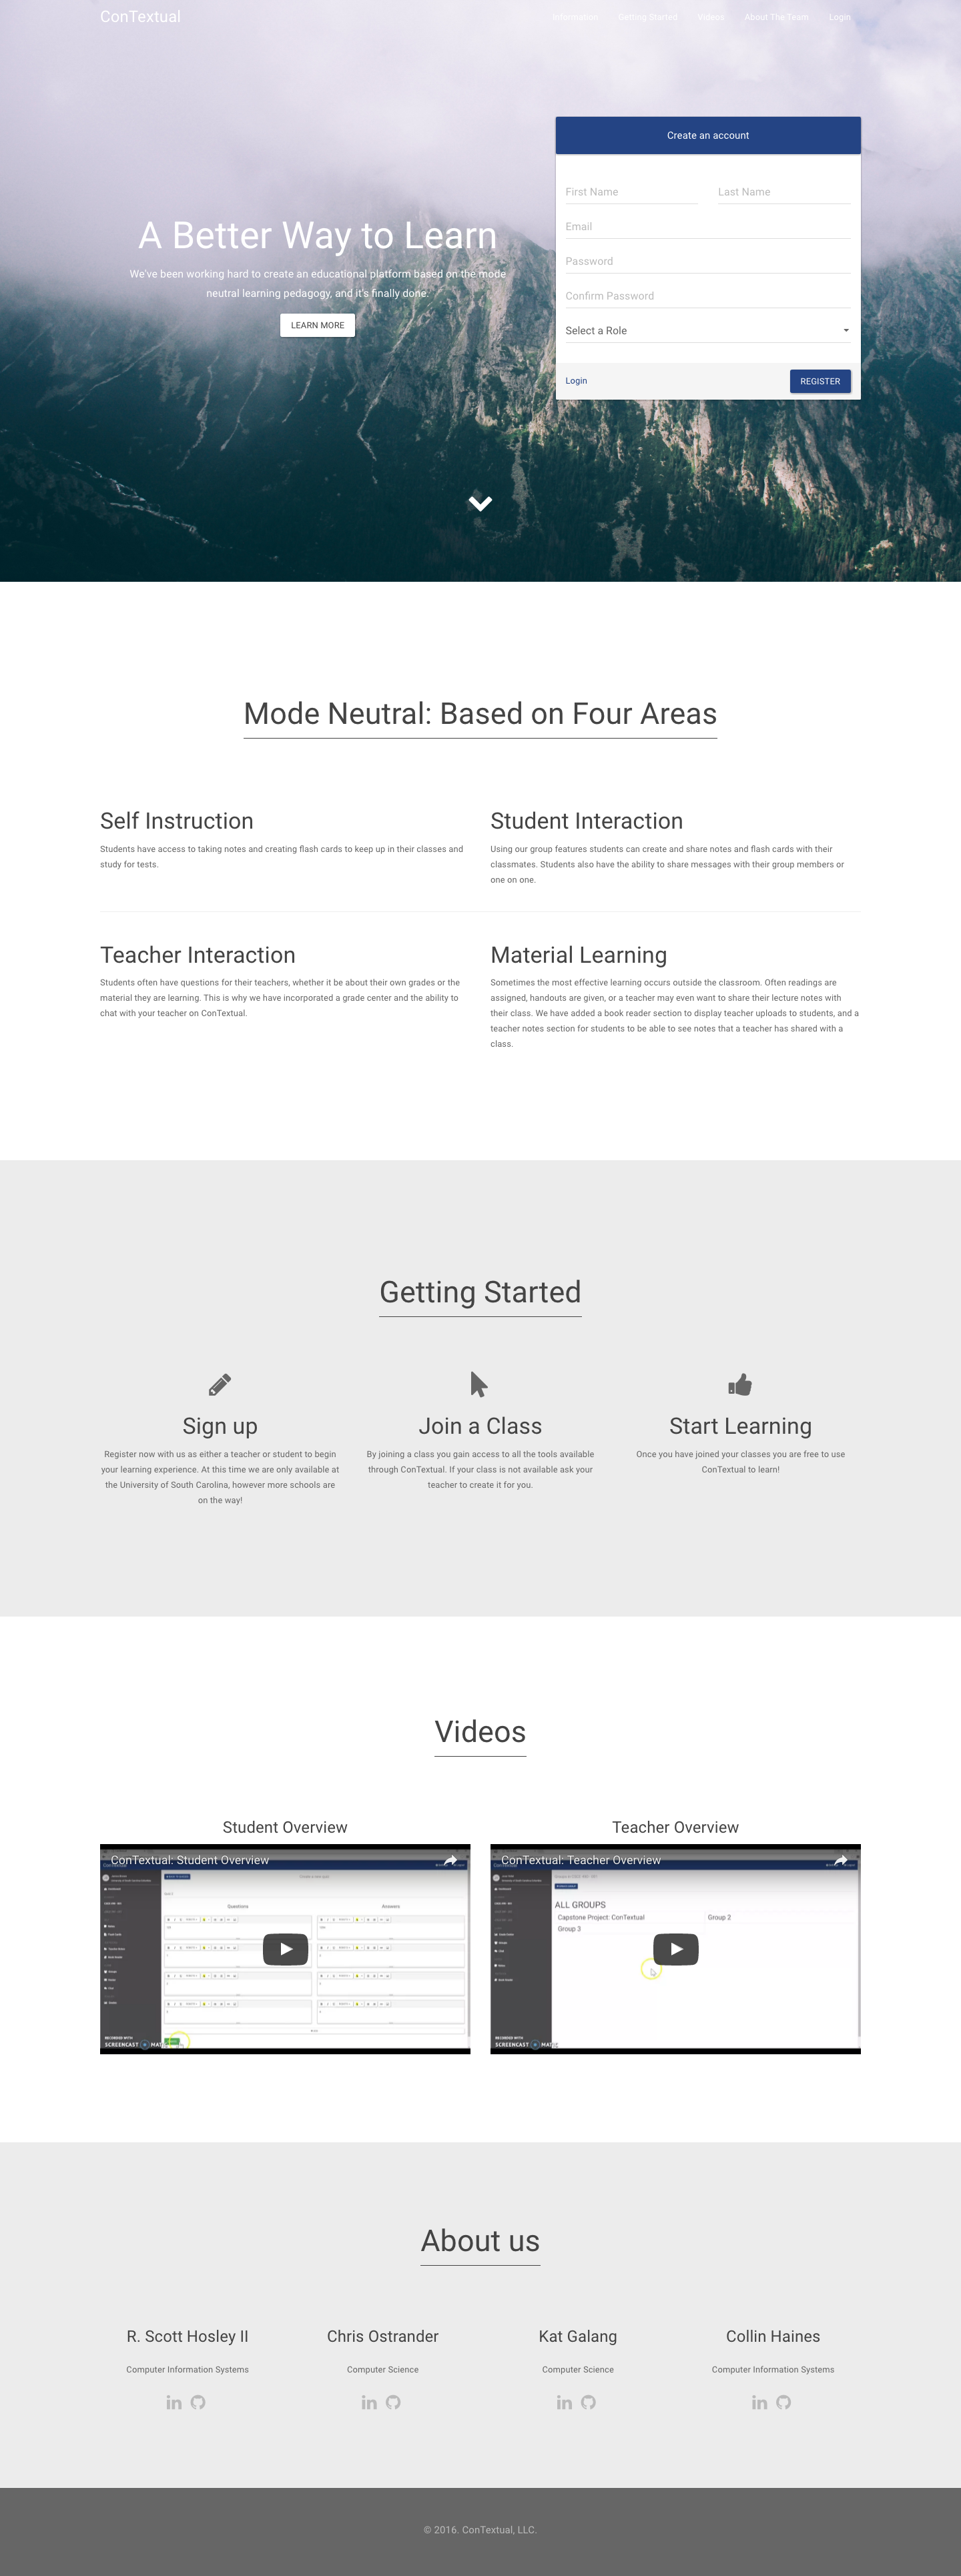 ConTextual
Information Getting Started Videos About The Team Login
Create an account
First Name Last Name
Email
Password
Confirm Password
Select a Role
Login REGISTER
A Better Way to Learn
We've been working hard to create an educational platform based on the mode
neutral learning pedagogy, and it's finally done.
LEARN MORE
Mode Neutral: Based on Four Areas
Self Instruction
Students have access to taking notes and creating flash cards to keep up in their classes and
study for tests.
Student Interaction
Using our group features students can create and share notes and flash cards with their
classmates. Students also have the ability to share messages with their group members or
one on one.
Teacher Interaction
Students often have questions for their teachers, whether it be about their own grades or the
material they are learning. This is why we have incorporated a grade center and the ability to
chat with your teacher on ConTextual.
Material Learning
Sometimes the most effective learning occurs outside the classroom. Often readings are
assigned, handouts are given, or a teacher may even want to share their lecture notes with
their class. We have added a book reader section to display teacher uploads to students, and a
teacher notes section for students to be able to see notes that a teacher has shared with a
class.
Getting Started
Sign up
Register now with us as either a teacher or student to begin
your learning experience. At this time we are only available at
the University of South Carolina, however more schools are
on the way!
Join a Class
By joining a class you gain access to all the tools available
through ConTextual. If your class is not available ask your
teacher to create it for you.
Start Learning
Once you have joined your classes you are free to use
ConTextual to learn!
Videos
Student Overview
ConTextual: Student Overview
Questions Answers
RECORDED WITH
SCREENCAST
Teacher Overview
ConTextual: Teacher Overview
ALL GROUPS
Capstone Project: ConTextual Group 2
Group 3
RECORDED WITH
SCREENCAST
About us
R. Scott Hosley II
Computer Information Systems
Chris Ostrander
Computer Science
Kat Galang
Computer Science
Collin Haines
Computer Information Systems
© 2016. ConTextual, LLC.